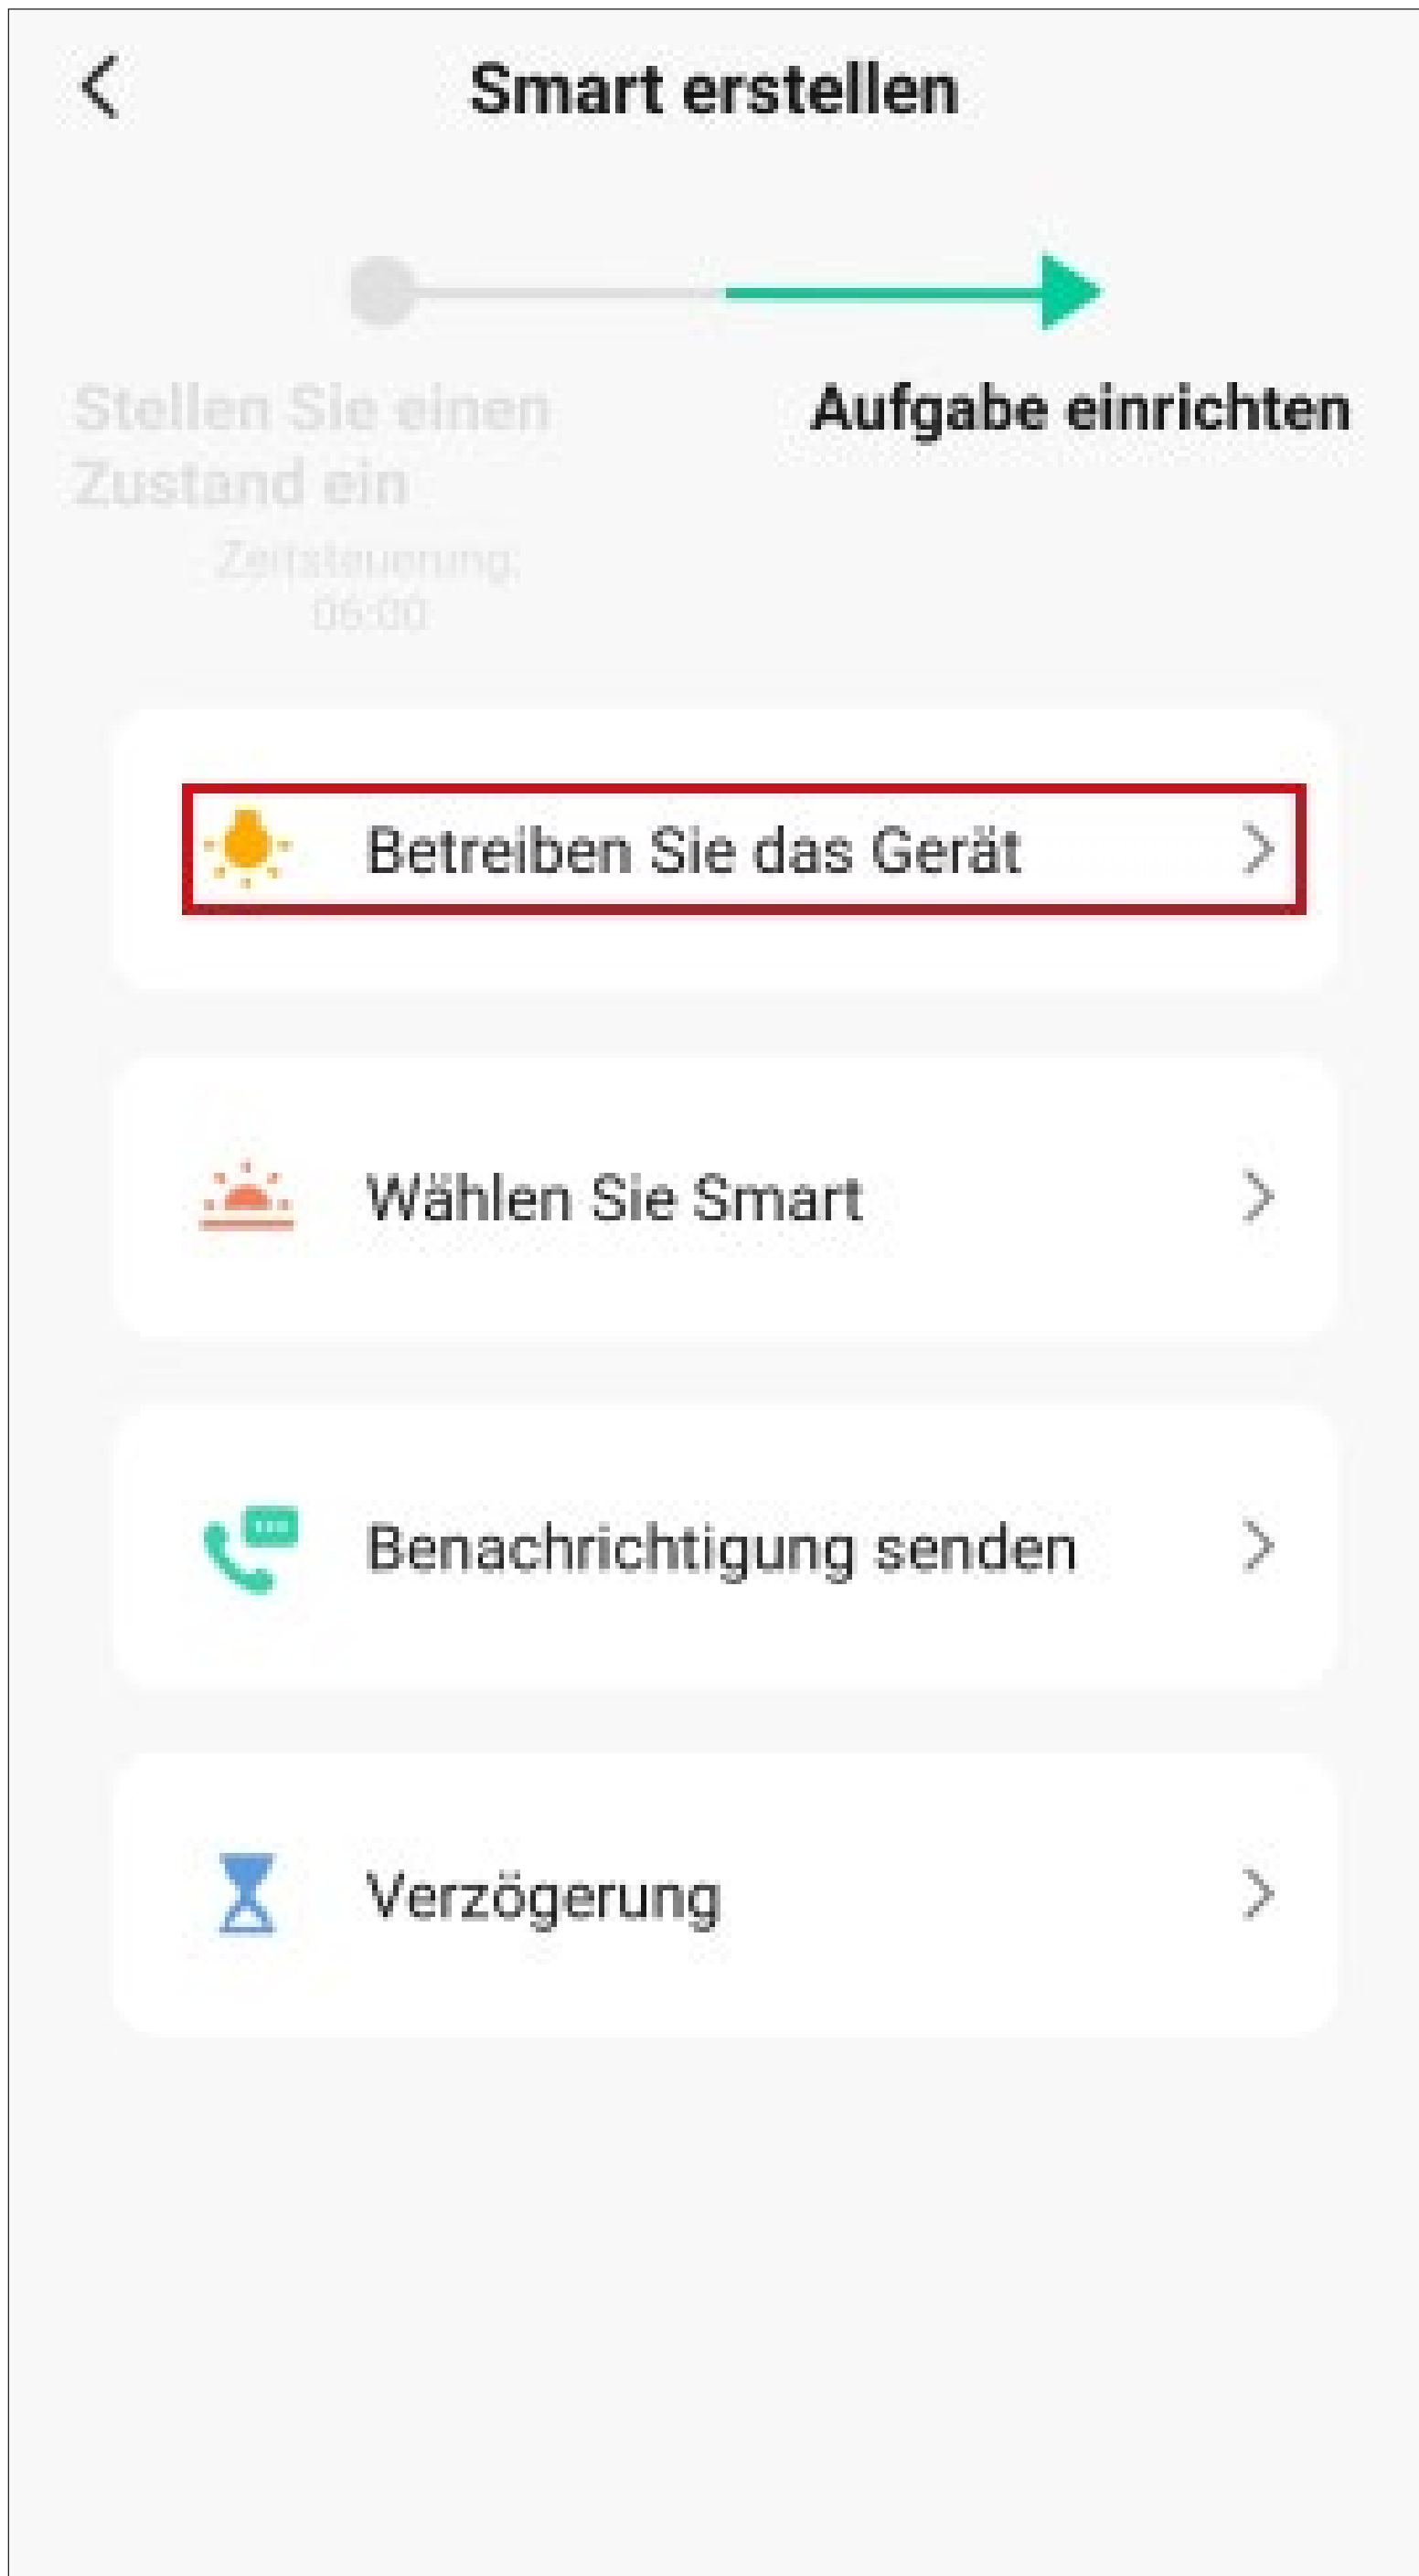 Smart erstellen
Stellen Sie einen
Zustand ein
Aufgabe einrichten
Zeitsteuerung:
06:00
Betreiben Sie das Gerät
Wählen Sie Smart
Benachrichtigung senden
Verzögerung